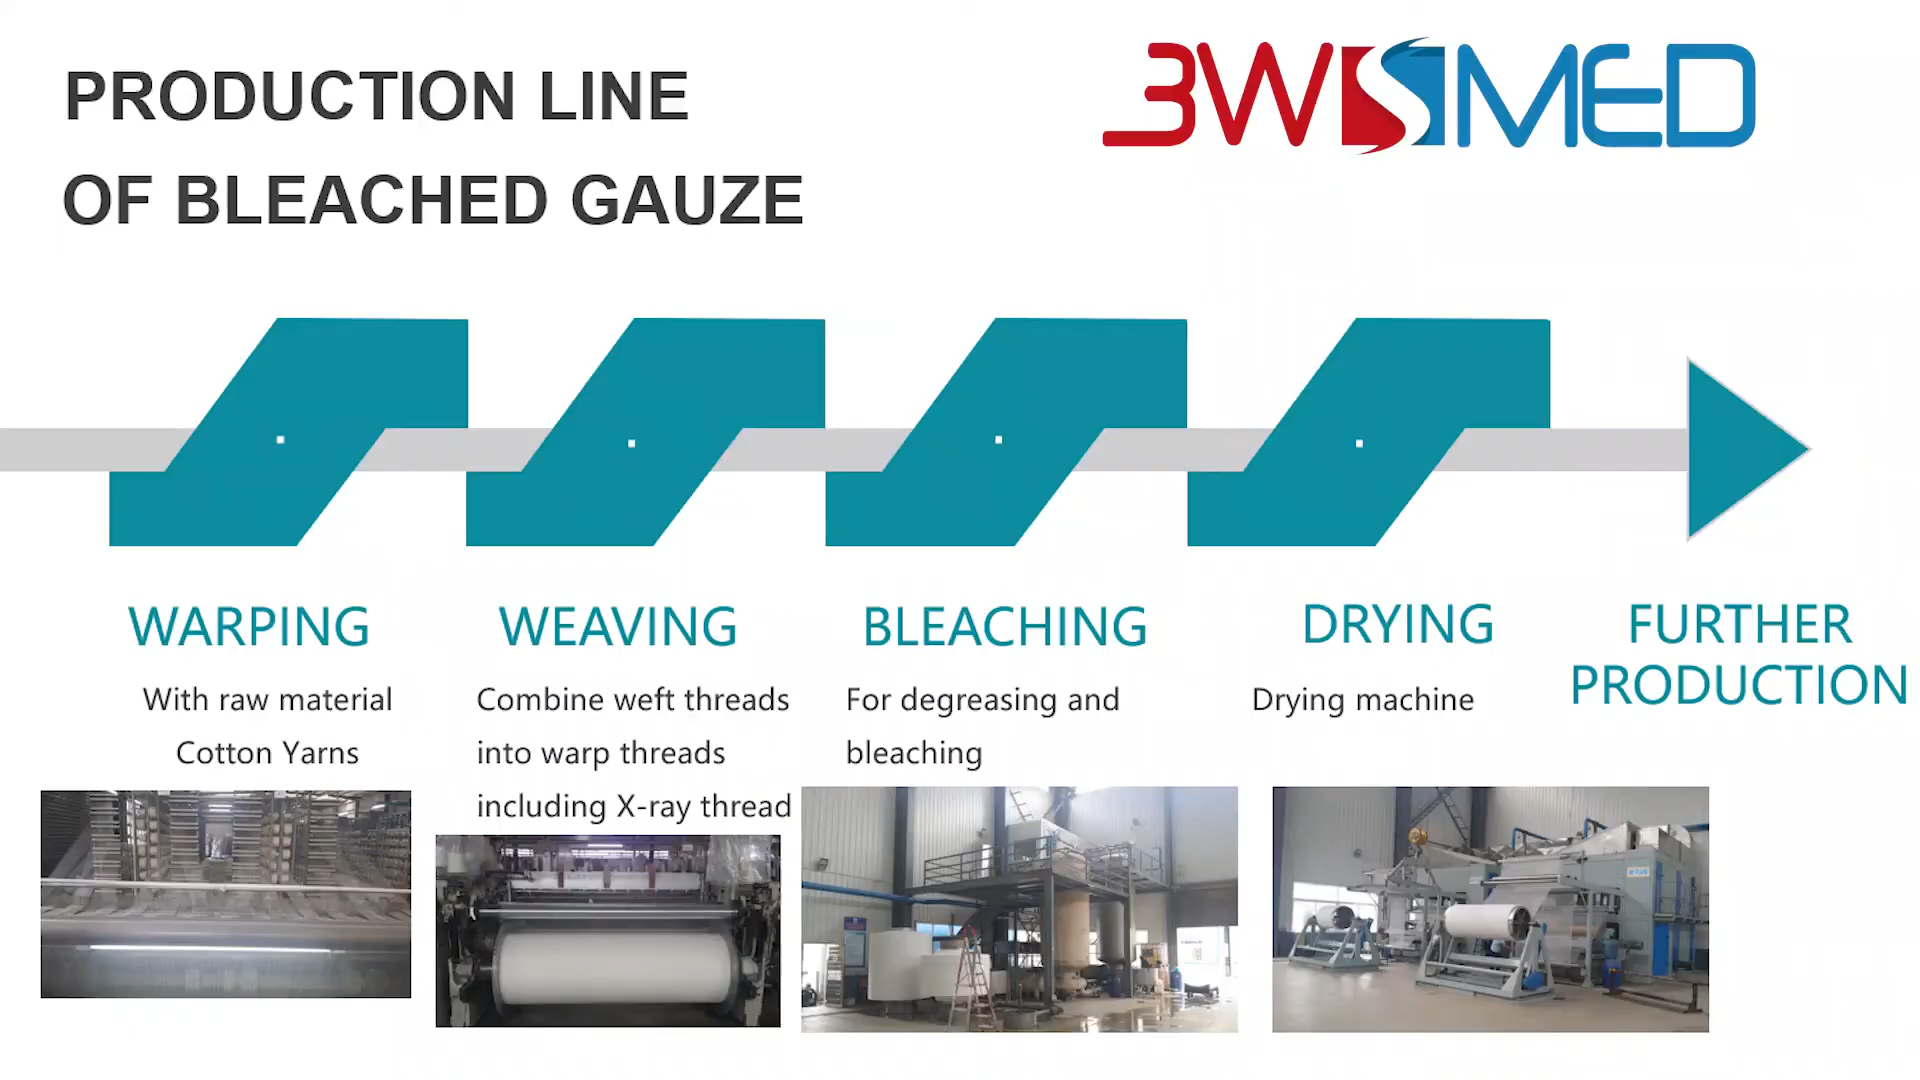 PRODUCTION LINE
OF BLEACHED GAUZE
3WSMED
WARPING
With raw material
Cotton Yarns
WEAVING
Combine weft threads
into warp threads
including X-ray thread
BLEACHING
For degreasing and
bleaching
DRYING
Drying machine
FURTHER
PRODUCTION